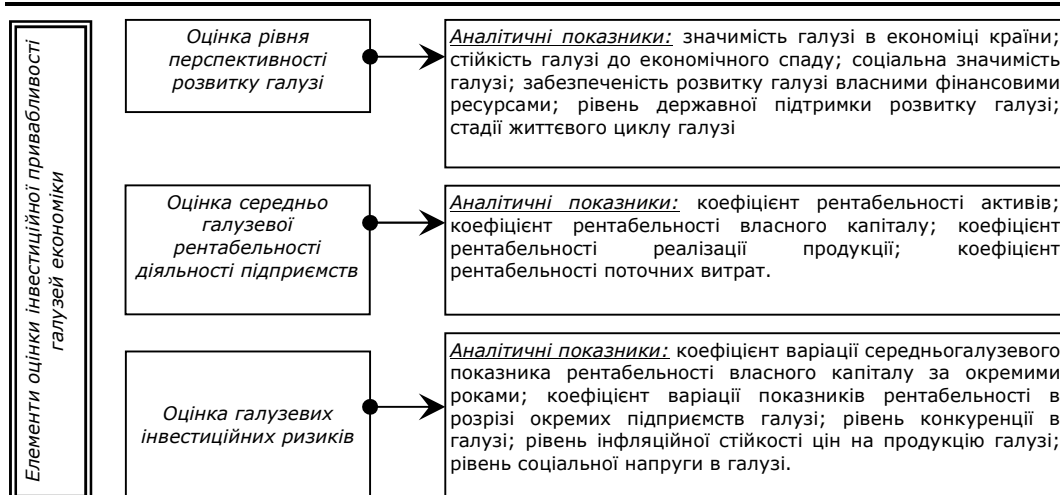 Елементи оцінки інвестиційної привабливості
галузей економіки
Оцінка рівня
перспективності
розвитку галузі
Аналітичні показники: значимість галузі в економіці країни;
стійкість галузі до економічного спаду; соціальна значимість
галузі; забезпеченість розвитку галузі власними фінансовими
ресурсами; рівень державної підтримки розвитку галузі;
стадії життєвого циклу галузі
Оцінка середньо
галузевої
рентабельності
діяльності підприємств
Аналітичні показники: коефіцієнт рентабельності активів;
коефіцієнт рентабельності власного капіталу; коефіцієнт
рентабельності реалізації продукції; коефіцієнт
рентабельності поточних витрат.
Оцінка галузевих
інвестиційних ризиків
Аналітичні показники: коефіцієнт варіації середньогалузевого
показника рентабельності власного капіталу за окремими
роками; коефіцієнт варіації показників рентабельності в
розрізі окремих підприємств галузі; рівень конкуренції в
галузі; рівень інфляційної стійкості цін на продукцію галузі;
рівень соціальної напруги в галузі.